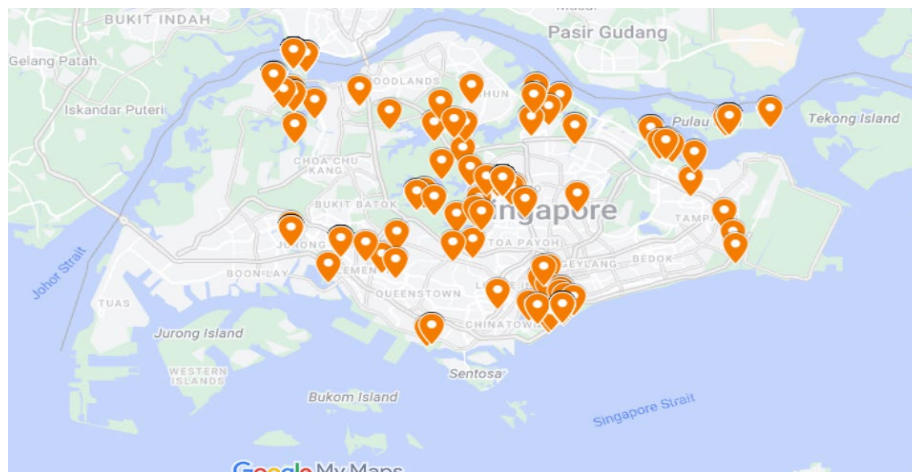 BUKIT INDAH
Pasir Gudang
Gelang Patah
Iskandar Puteri
Pulau
Tekong Island
CHOA CHU
KANG
BUKIT BATOK
Singapore
TOA PAYOH
BOON LAY
GEYLANG
BEDOK
QUEENSTOWN
TUAS
Johor Strait
Jurong Island
CHINATOWN
WESTERN
ISLANDS
Sentosa
Bukom Island
Singapore Strait
Google My Maps